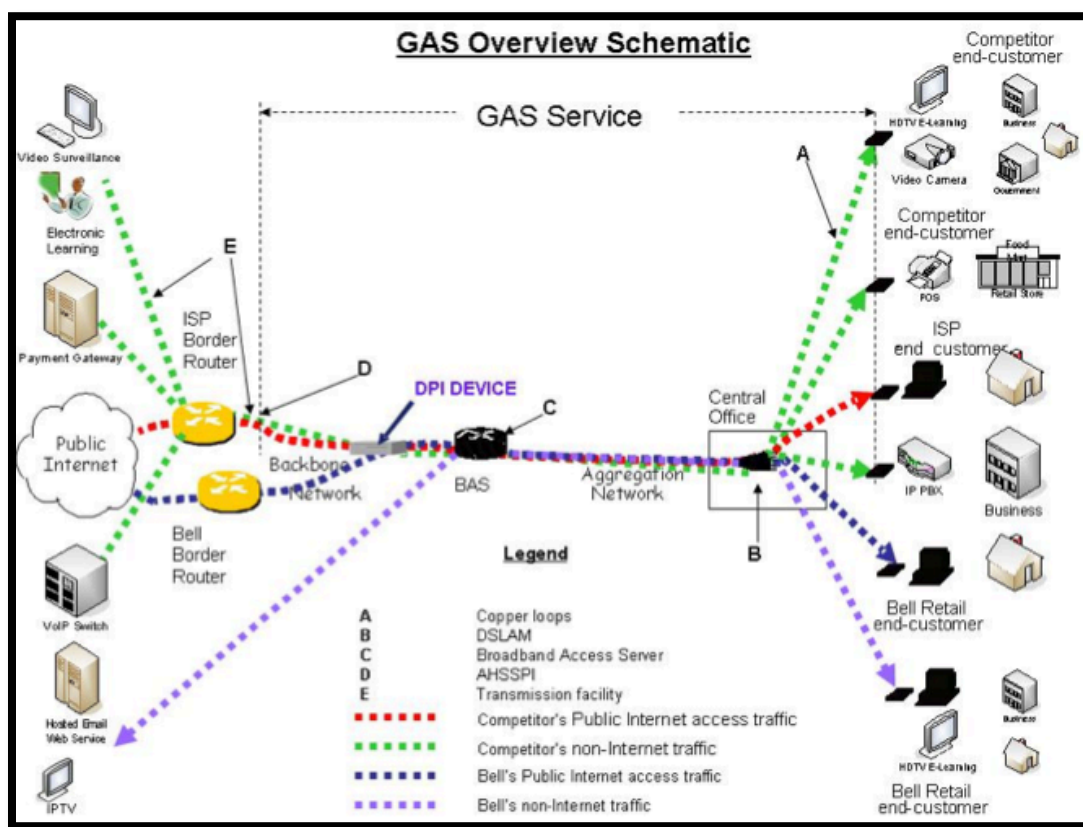 GAS Overview Schematic
Competitor
end-customer
GAS Service
HDTV E-Learning
Business
Video Surveillance
A
Video Camera
Government
Electronic
Learning
Competitor
end-customer
E
Food
Mart
POS
Retail Store
ISP
Border
Router
Payment Gateway
D
ISP
end customer
DPI DEVICE
C
Central
Office
Public
Internet
Backbone
Network
BAS
Aggregation
Network
IP PBX
Business
Bell
Border
Router
B
Legend
VoIP Switch
Bell Retail
end-customer
A Copper loops
B DSLAM
C Broadband Access Server
D AHSSPI
E Transmission facility
Competitor's Public Internet access traffic
Competitor's non-Internet traffic
Bell's Public Internet access traffic
Bell's non-Internet traffic
Hosted Email
Web Service
IPTV
Business
HDTV E-Learning
Bell Retail
end-customer